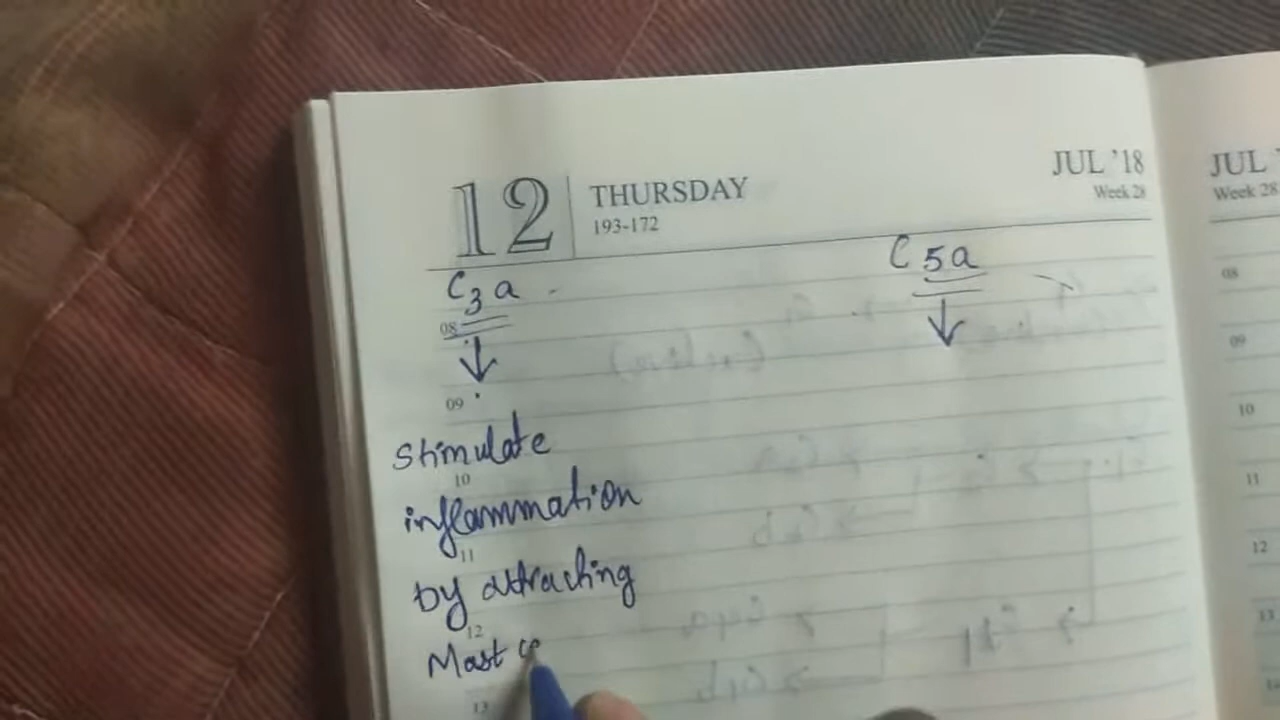 12 THURSDAY JUL '18
193-172 Week 28
JUL
Week 28
C3a C5a
08
09
stimulate
10
inflammation
11
by attracting
12
Mast ce
13
08
09
10
11
12
13